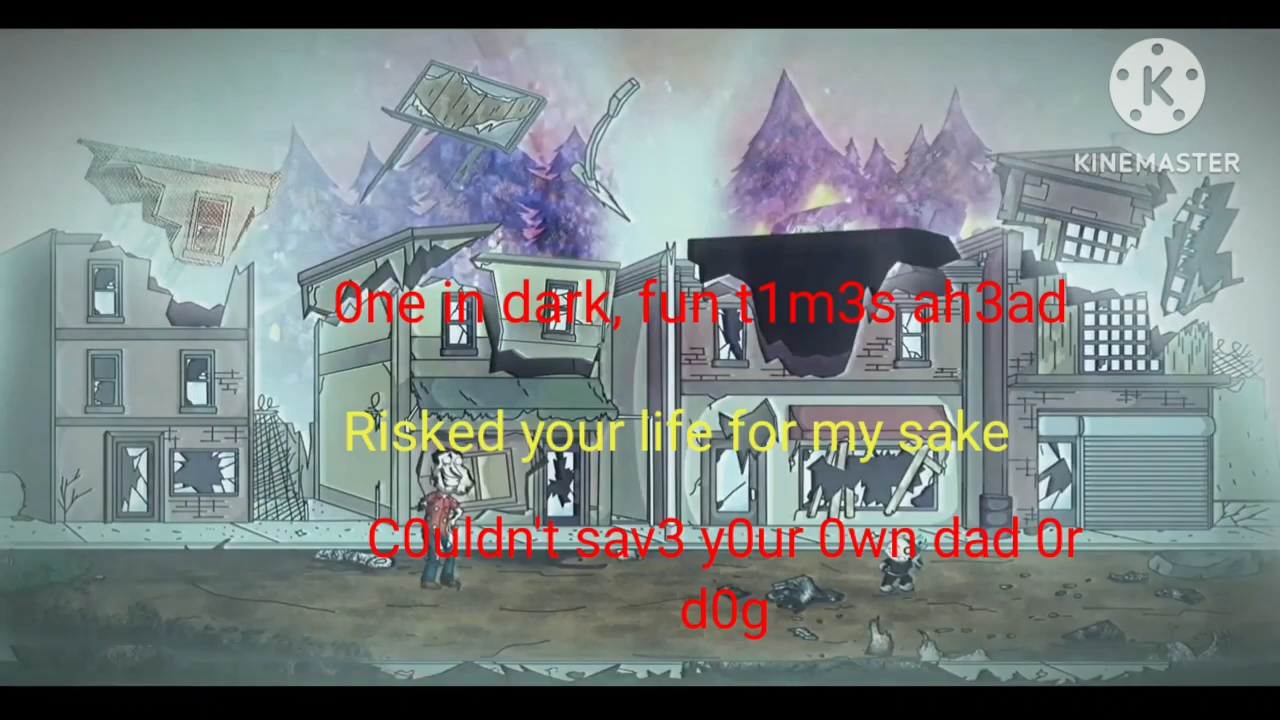 KINEMASTER
0ne in dark, fun t1m3s ah3ad
Risked your life for my sake
C0uldn't sav3 y0ur 0wn dad 0r
d0g